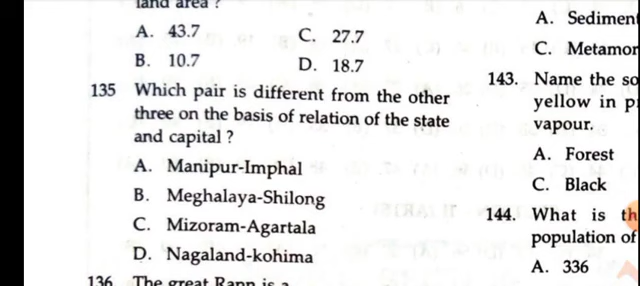 land area ?
A. 43.7 C. 27.7
B. 10.7 D. 18.7
135 Which pair is different from the other
three on the basis of relation of the state
and capital ?
A. Manipur-Imphal
B. Meghalaya-Shilong
C. Mizoram-Agartala
D. Nagaland-kohima
136 The great Rann is a
A. Sediment
C. Metamor
143. Name the so
yellow in p
vapour.
A. Forest
C. Black
144. What is th
population of
A. 336